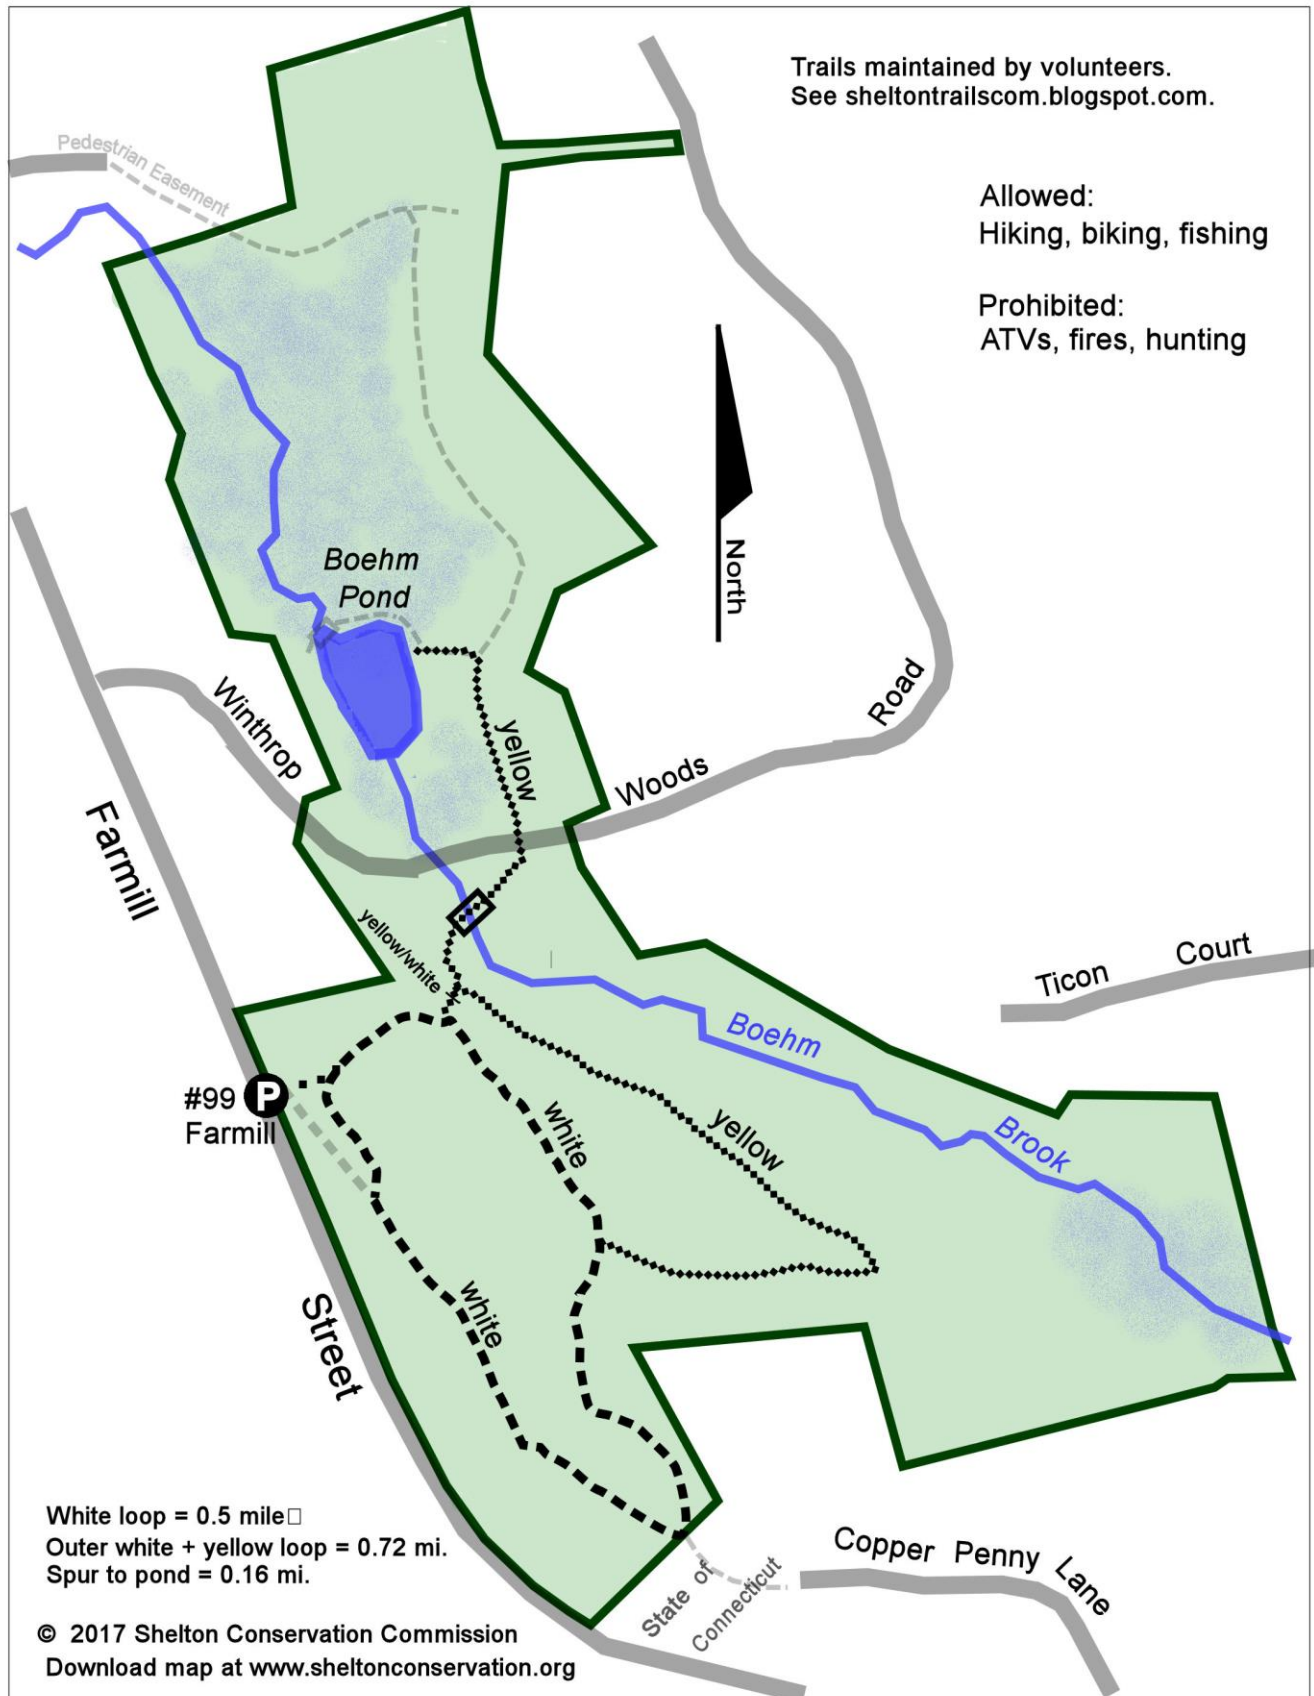 Trails maintained by volunteers.
See sheltontrailscom.blogspot.com.
Pedestrian Easement
Allowed:
Hiking, biking, fishing
Prohibited:
ATVs, fires, hunting
North
Boehm
Pond
Winthrop
Woods
Road
yellow
Farmill
yellow/white
Ticon Court
Boehm
Brook
P
#99
Farmill
white
yellow
white
Street
White loop = 0.5 mile□
Outer white + yellow loop = 0.72 mi.
Spur to pond = 0.16 mi.
State of
Connecticut
Copper Penny Lane
© 2017 Shelton Conservation Commission
Download map at www.sheltonconservation.org